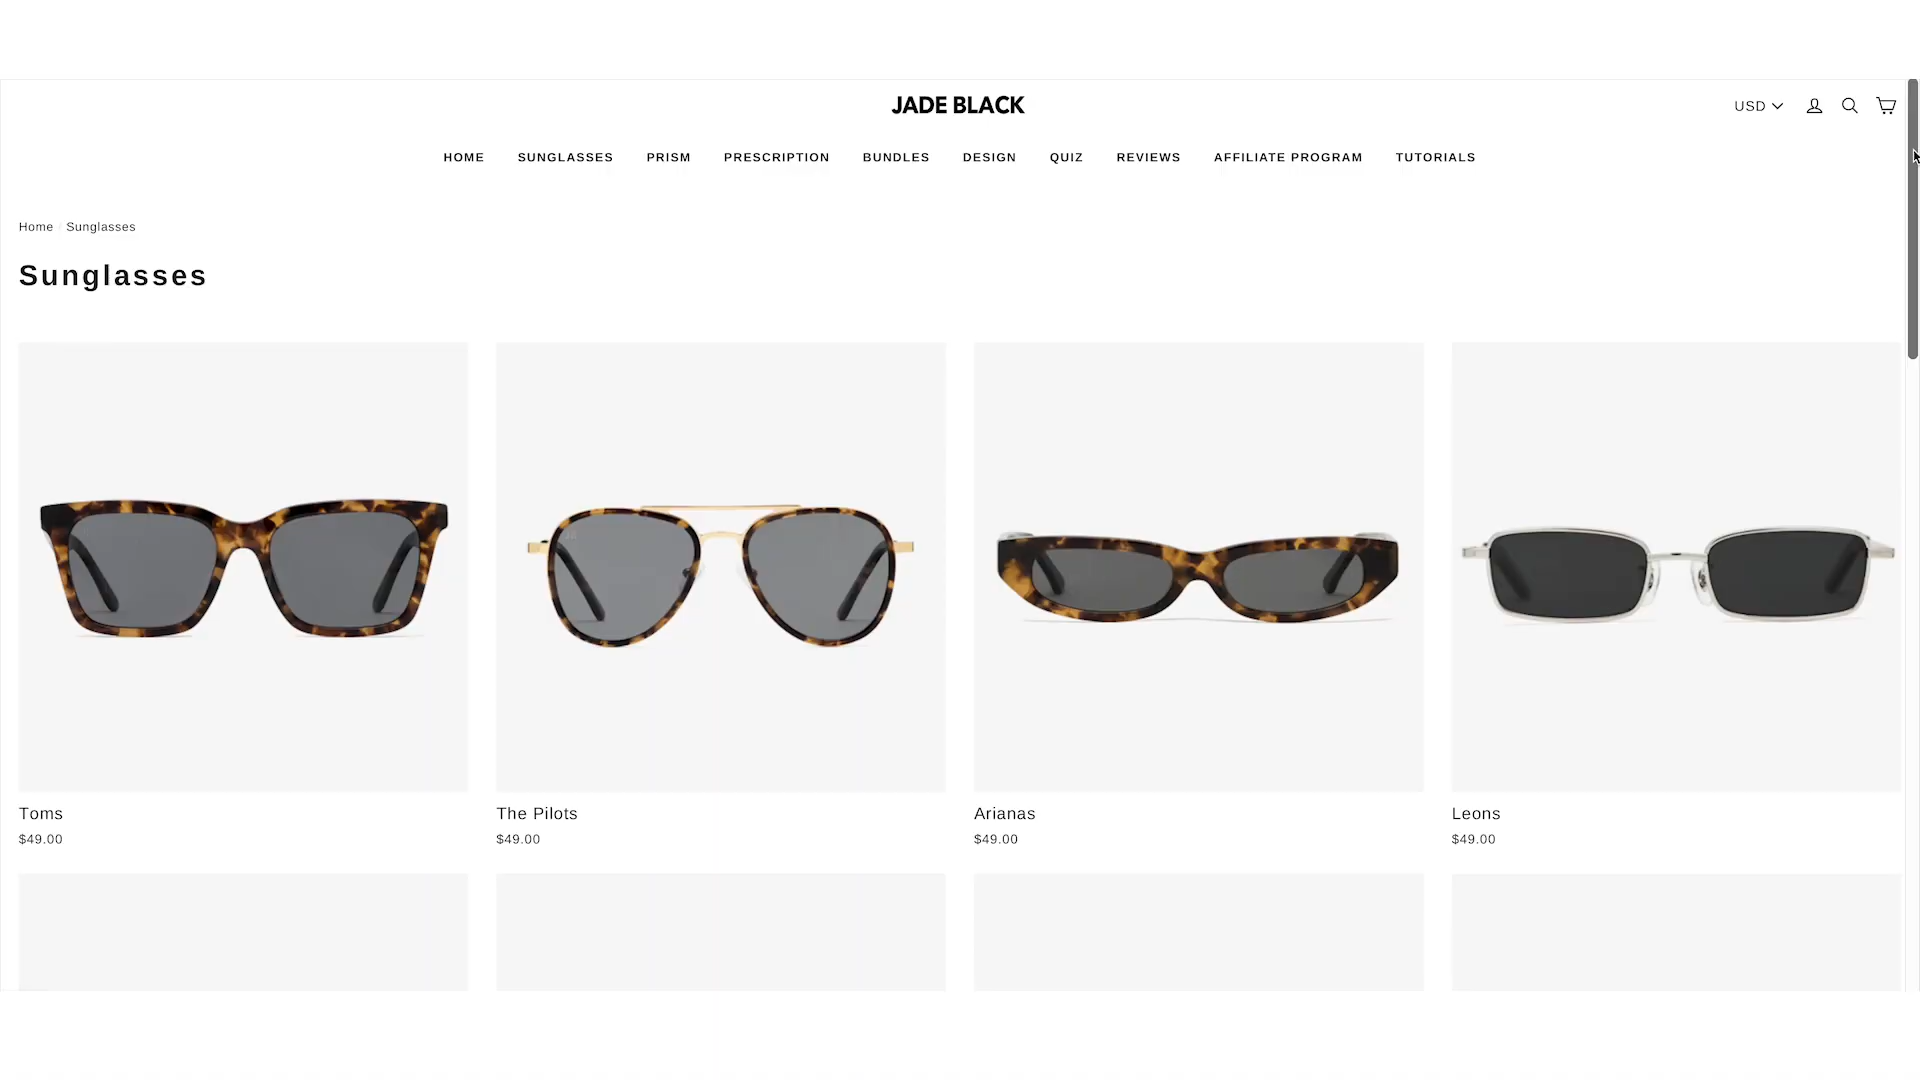 JADE BLACK
USD
HOME SUNGLASSES PRISM PRESCRIPTION BUNDLES DESIGN QUIZ REVIEWS AFFILIATE PROGRAM TUTORIALS
Home / Sunglasses
Sunglasses
Toms
$49.00
The Pilots
$49.00
Arianas
$49.00
Leons
$49.00